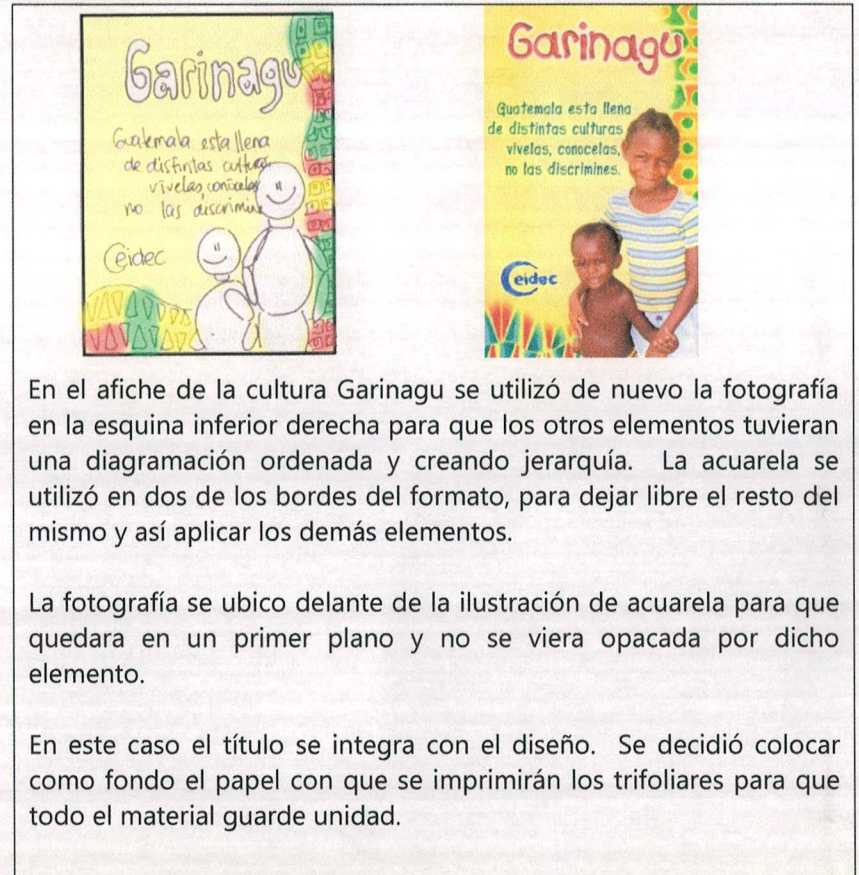 Garinagu
Guatemala esta llena
de distintas culturas
vivelas, conocelas,
no las discrimine
Ceidec
Garinagu
Guatemala esta llena
de distintas culturas
vivelas, conocelas,
no las discrimines.
Ceidec
En el afiche de la cultura Garinagu se utilizó de nuevo la fotografía
en la esquina inferior derecha para que los otros elementos tuvieran
una diagramación ordenada y creando jerarquía. La acuarela se
utilizó en dos de los bordes del formato, para dejar libre el resto del
mismo y así aplicar los demás elementos.
La fotografía se ubico delante de la ilustración de acuarela para que
quedara en un primer plano y no se viera opacada por dicho
elemento.
En este caso el título se integra con el diseño. Se decidió colocar
como fondo el papel con que se imprimirán los trifoliares para que
todo el material guarde unidad.